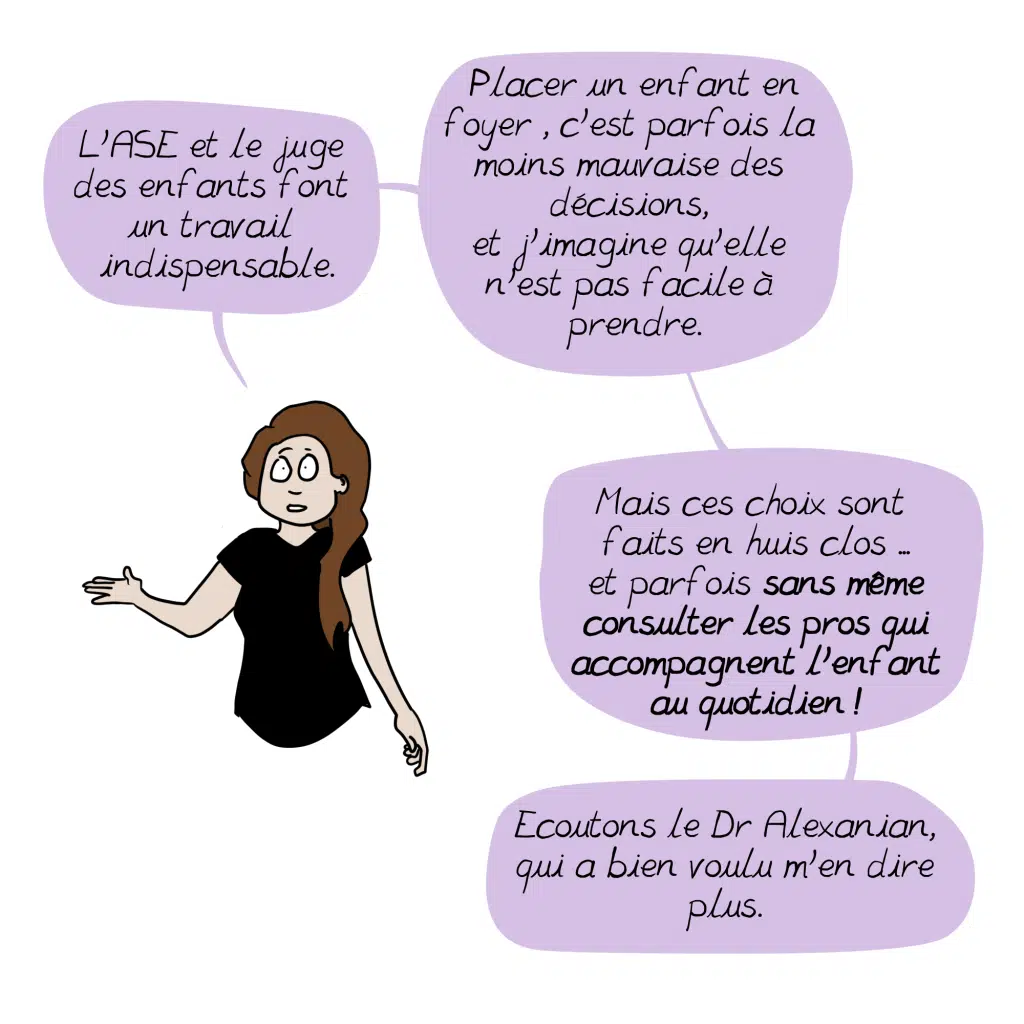 L'ASE et le juge
des enfants font
un travail
indispensable.
Placer un enfant en
foyer , c'est parfois la
moins mauvaise des
décisions,
et j'imagine qu'elle
n'est pas facile à
prendre.
Mais ces choix sont
faits en huis clos ...
et parfois sans même
consulter les pros qui
accompagnent l'enfant
au quotidien !
Ecoutons le Dr Alexanian,
qui a bien voulu m'en dire
plus.